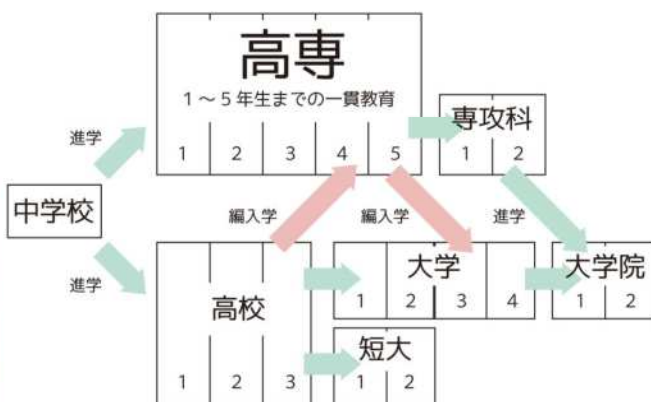 高専
1～5年生までの一貫教育
1 2 3 4 5
専攻科
1 2
進学
中学校
進学
編入学
編入学
進学
高校
1 2 3
大学
1 2 3 4
大学院
1 2
短大
1 2